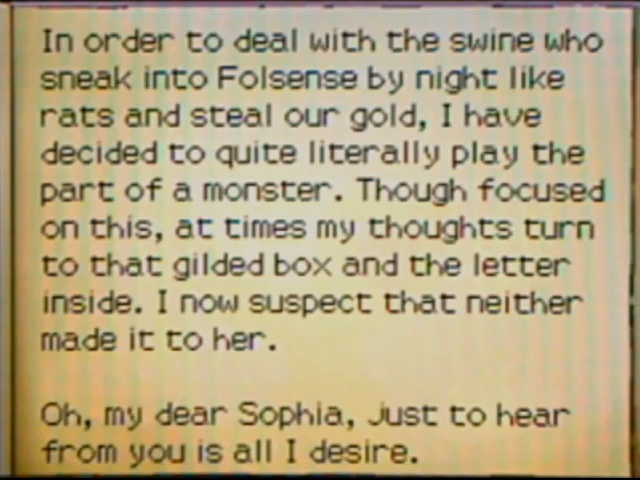 In order to deal with the swine who
sneak into Folsense by night like
rats and steal our gold, I have
decided to quite literally play the
part of a monster. Though focused
on this, at times my thoughts turn
to that gilded box and the letter
inside. I now suspect that neither
made it to her.
Oh, my dear Sophia, just to hear
from you is all I desire.